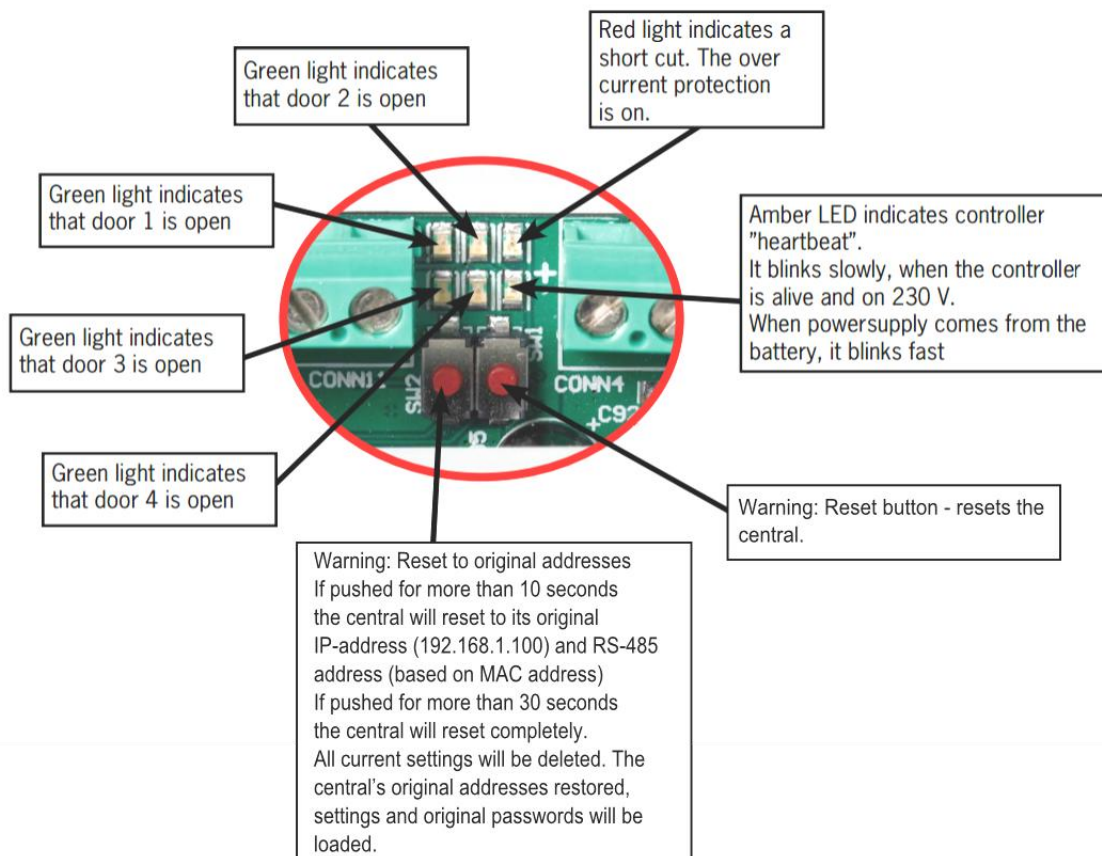 Red light indicates a
short cut. The over
current protection
is on.
Green light indicates
that door 2 is open
Green light indicates
that door 1 is open
Amber LED indicates controller
"heartbeat".
It blinks slowly, when the controller
is alive and on 230 V.
When powersupply comes from the
battery, it blinks fast
Green light indicates
that door 3 is open
CONN11
SW2
SW1
CONN4
C92
Green light indicates
that door 4 is open
Warning: Reset button - resets the
central.
Warning: Reset to original addresses
If pushed for more than 10 seconds
the central will reset to its original
IP-address (192.168.1.100) and RS-485
address (based on MAC address)
If pushed for more than 30 seconds
the central will reset completely.
All current settings will be deleted. The
central's original addresses restored,
settings and original passwords will be
loaded.